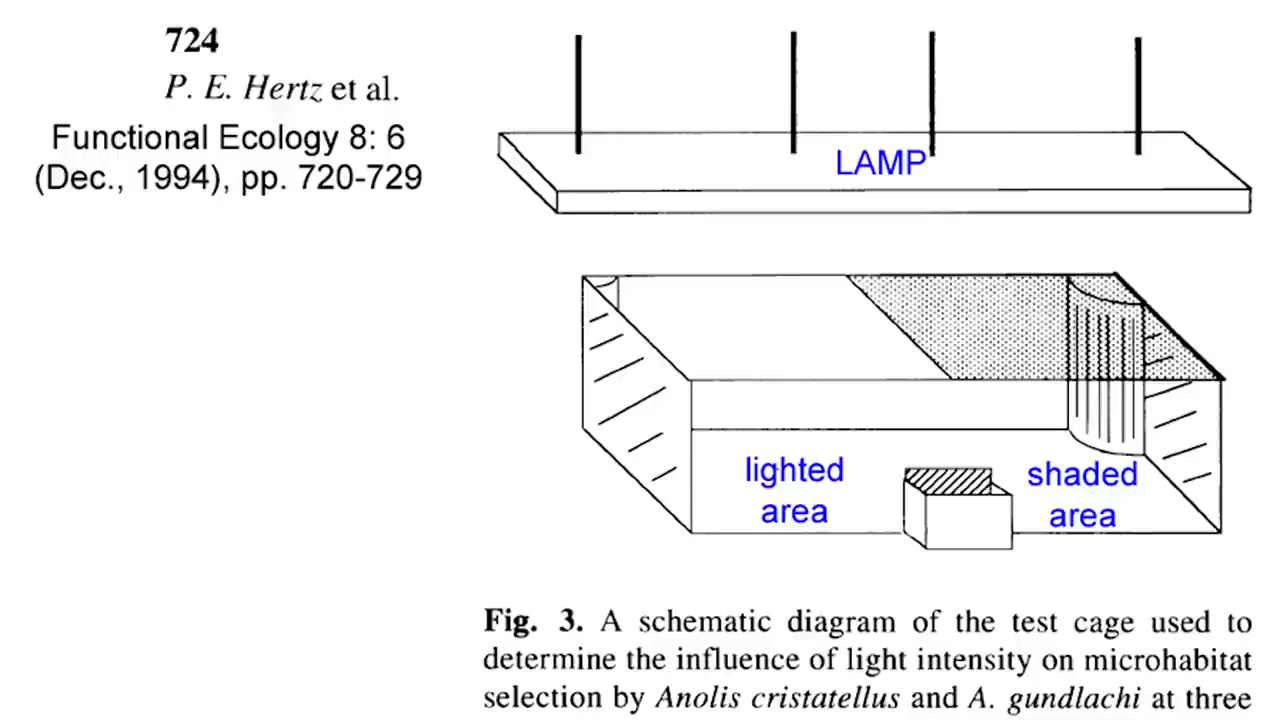 724
P. E. Hertz et al.
Functional Ecology 8: 6
(Dec., 1994), pp. 720-729
LAMP
lighted
area
shaded
area
Fig. 3. A schematic diagram of the test cage used to
determine the influence of light intensity on microhabitat
selection by Anolis cristatellus and A. gundlachi at three